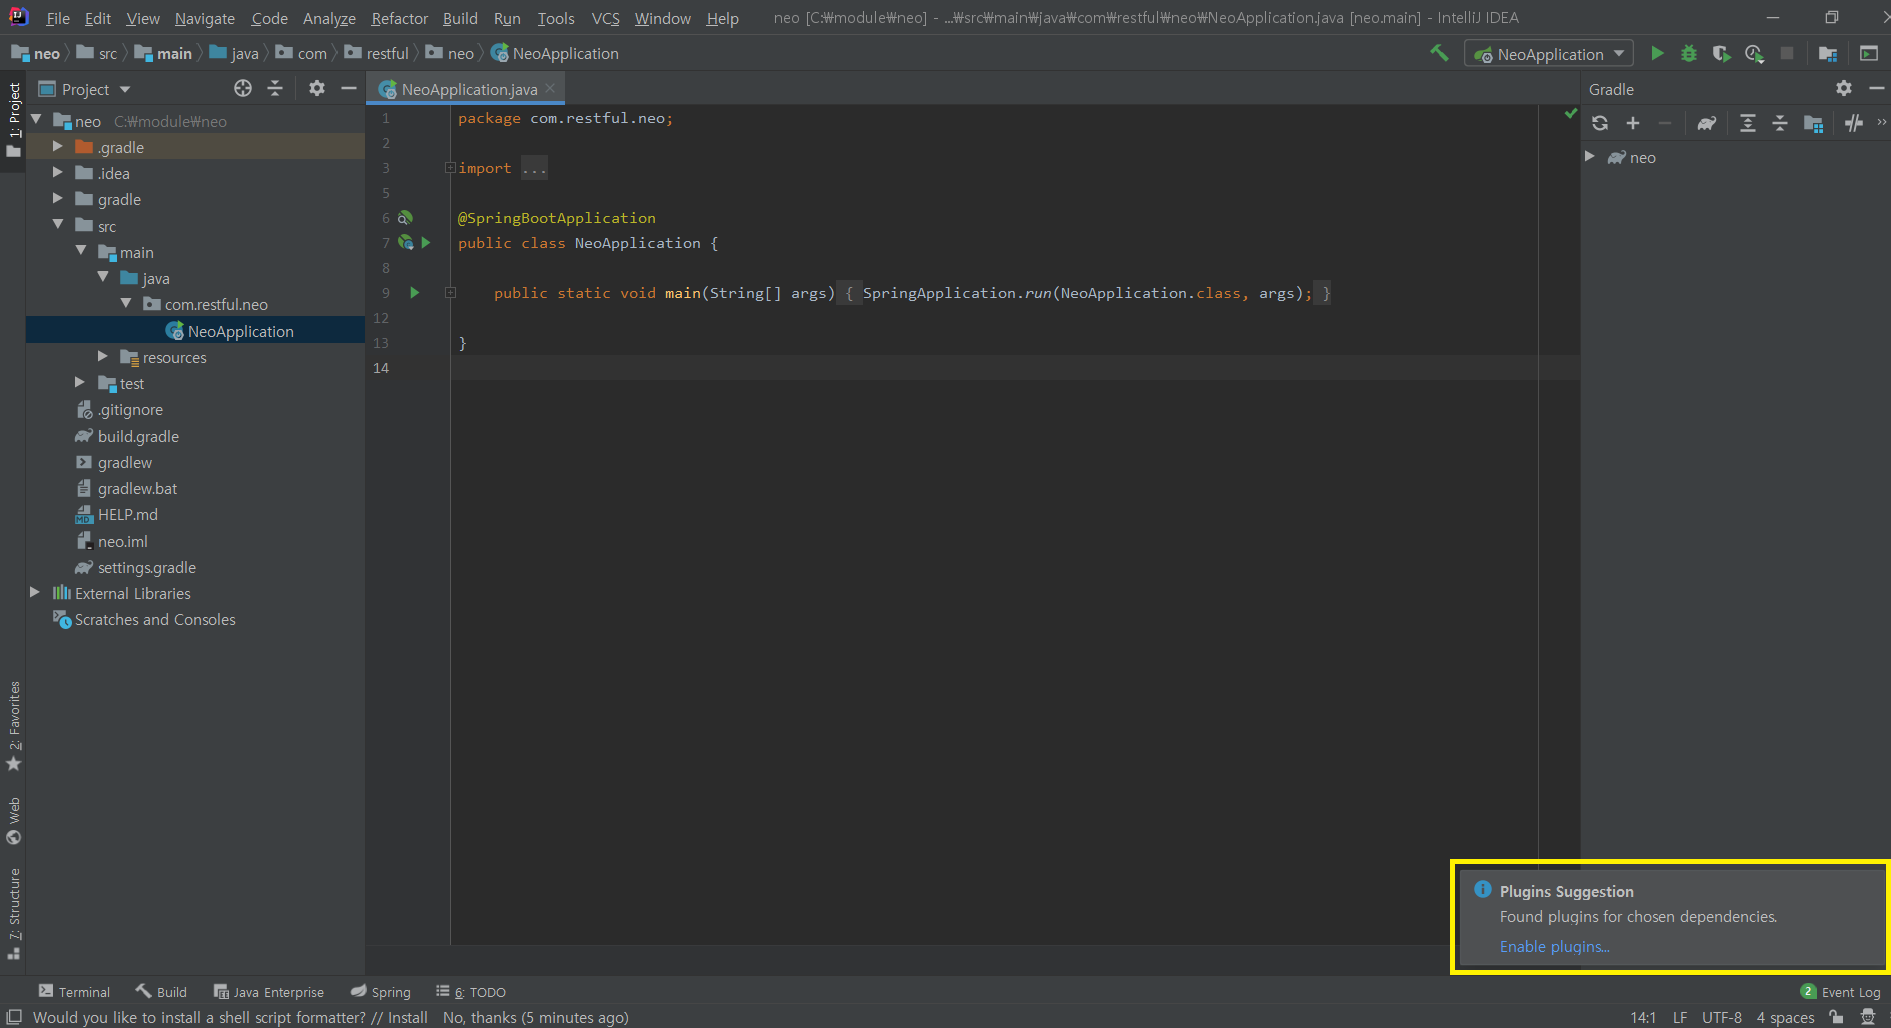 File Edit View Navigate Code Analyze Refactor Build Run Tools VCS Window Help neo [C:₩module₩neo] - ...₩src₩main₩java₩com₩restful₩neo₩NeoApplication.java [neo.main] - IntelliJ IDEA
neo src main java com restful neo NeoApplication NeoApplication
1: Project
2: Favorites
Web
7: Structure
Project
neo C:₩module₩neo
.gradle
.idea
gradle
src
main
java
com.restful.neo
NeoApplication
resources
test
.gitignore
build.gradle
gradlew
gradlew.bat
HELP.md
neo.iml
settings.gradle
External Libraries
Scratches and Consoles
NeoApplication.java
1 package com.restful.neo;
2
3 import ...
5
6 @SpringBootApplication
7 public class NeoApplication {
8
9 public static void main(String[] args) { SpringApplication.run(NeoApplication.class, args); }
12
13 }
14
Gradle
neo
Plugins Suggestion
Found plugins for chosen dependencies.
Enable plugins...
Terminal Build Java Enterprise Spring 6: TODO 2 Event Log
Would you like to install a shell script formatter? // Install No, thanks (5 minutes ago) 14:1 LF UTF-8 4 spaces